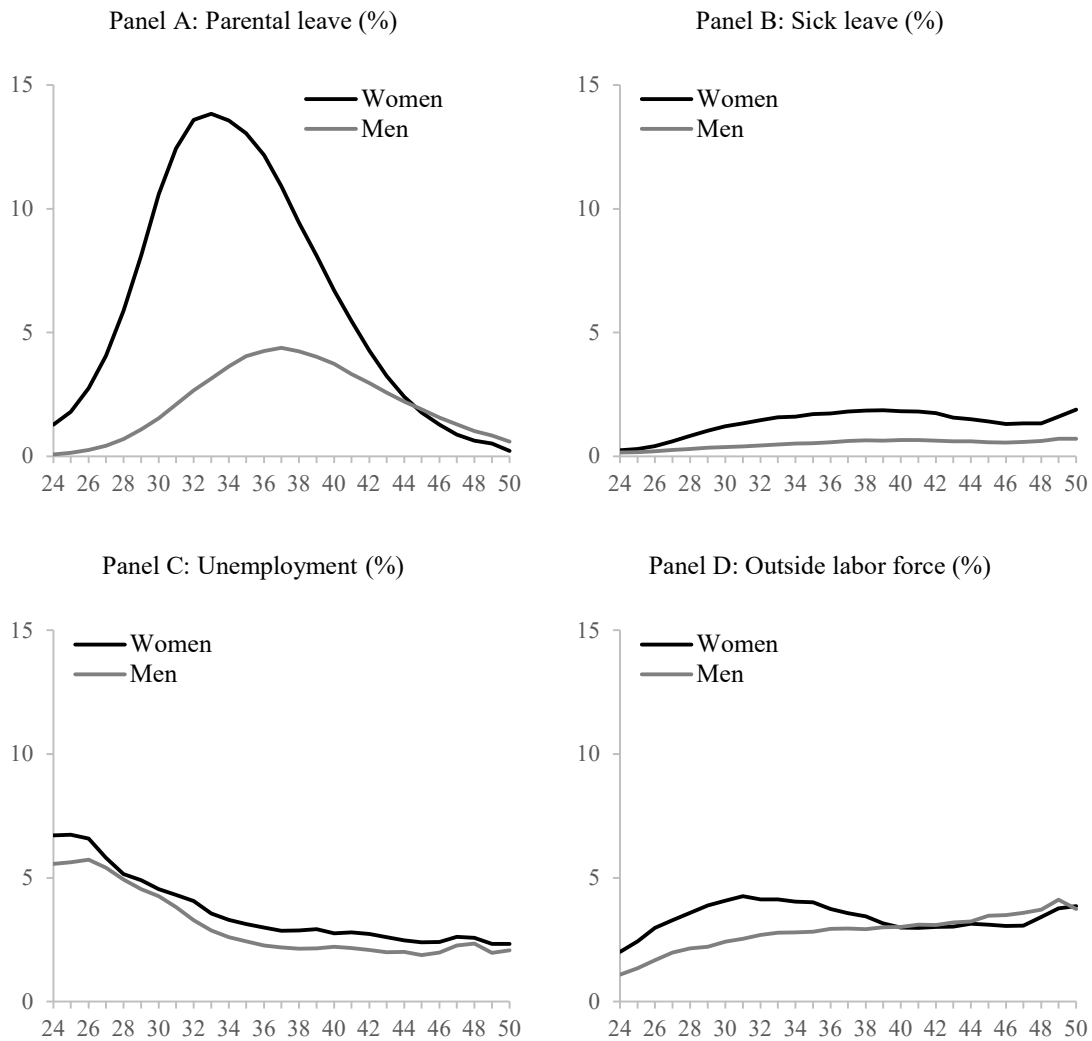 Panel A: Parental leave (%)
15
10
5
0
Women
Men
24 26 28 30 32 34 36 38 40 42 44 46 48 50
Panel B: Sick leave (%)
15
10
5
0
Women
Men
24 26 28 30 32 34 36 38 40 42 44 46 48 50
Panel C: Unemployment (%)
15
10
5
0
Women
Men
24 26 28 30 32 34 36 38 40 42 44 46 48 50
Panel D: Outside labor force (%)
15
10
5
0
Women
Men
24 26 28 30 32 34 36 38 40 42 44 46 48 50